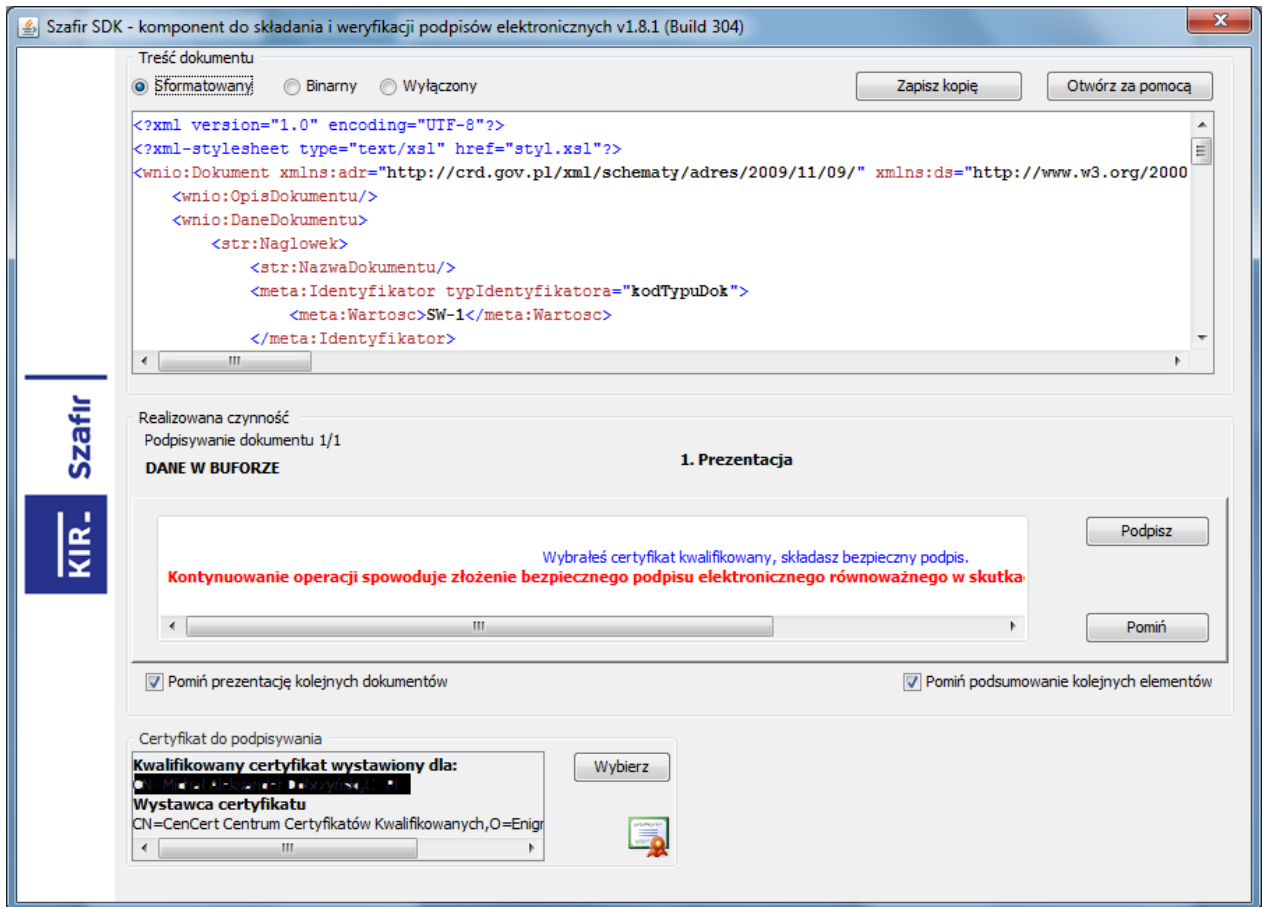 Szafir SDK - komponent do składania i weryfikacji podpisów elektronicznych v1.8.1 (Build 304)
Treść dokumentu
Sformatowany Binarny Wyłączony Zapisz kopię Otwórz za pomocą
<?xml version="1.0" encoding="UTF-8"?>
<?xml-stylesheet type="text/xsl" href="styl.xsl"?>
<wnio:Dokument xmlns:adr="http://crd.gov.pl/xml/schematy/adres/2009/11/09/" xmlns:ds="http://www.w3.org/2000
<wnio:OpisDokumentu/>
<wnio:DaneDokumentu>
<str:Naglowek>
<str:NazwaDokumentu/>
<meta:Identyfikator typIdentyfikatora="kodTypuDok">
<meta:Wartosc>SW-1</meta:Wartosc>
</meta:Identyfikator>
KIR Szafir
Realizowana czynność
Podpisywanie dokumentu 1/1
DANE W BUFORZE
1. Prezentacja
Wybrałeś certyfikat kwalifikowany, składasz bezpieczny podpis.
Kontynuowanie operacji spowoduje złożenie bezpiecznego podpisu elektronicznego równoważnego w skutka
Podpisz
Pomiń
Pomiń prezentację kolejnych dokumentów
Pomiń podsumowanie kolejnych elementów
Certyfikat do podpisywania
Kwalifikowany certyfikat wystawiony dla:
Wystawca certyfikatu
CN=CenCert Centrum Certyfikatów Kwalifikowanych,O=Enigr
Wybierz